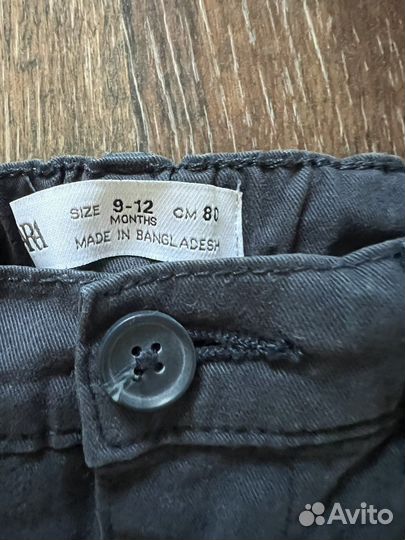 SIZE 9-12 CM 80
MONTHS
MADE IN BANGLADESH
Avito